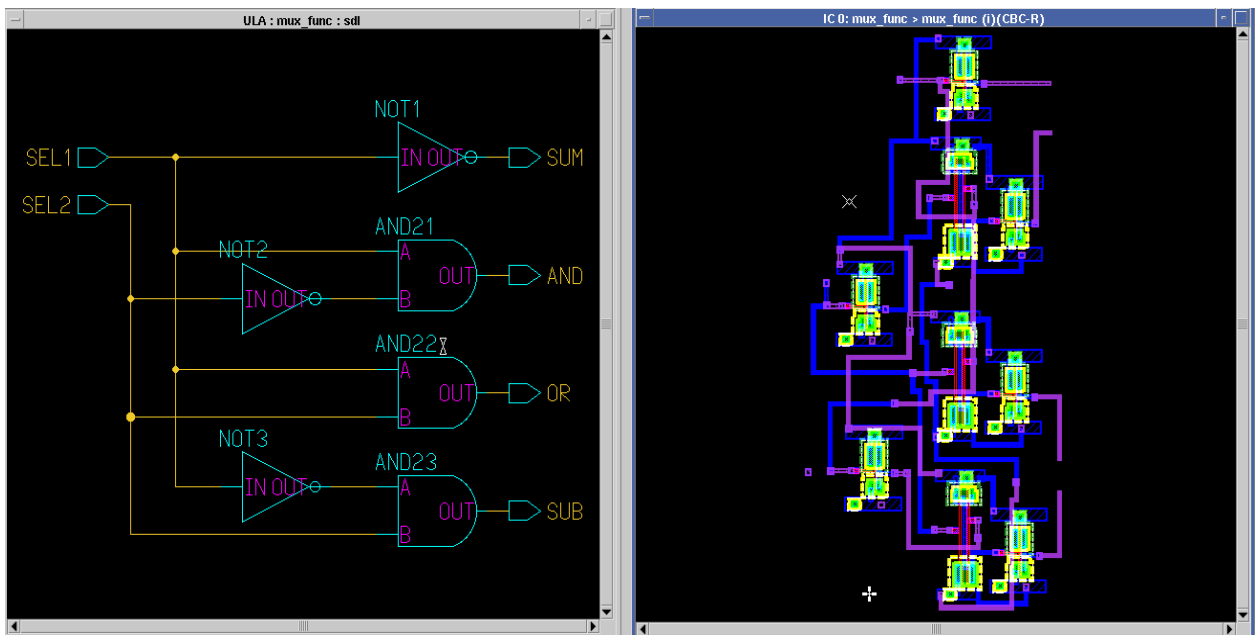 ULA : mux_func : sdl
IC 0: mux_func > mux_func (i)(CBC-R)
NOT1
SEL1
IN OUT
SUM
SEL2
AND21
NOT2
A
OUT
AND
IN OUT
B
AND22
A
OUT
OR
B
NOT3
AND23
IN OUT
A
OUT
SUB
B